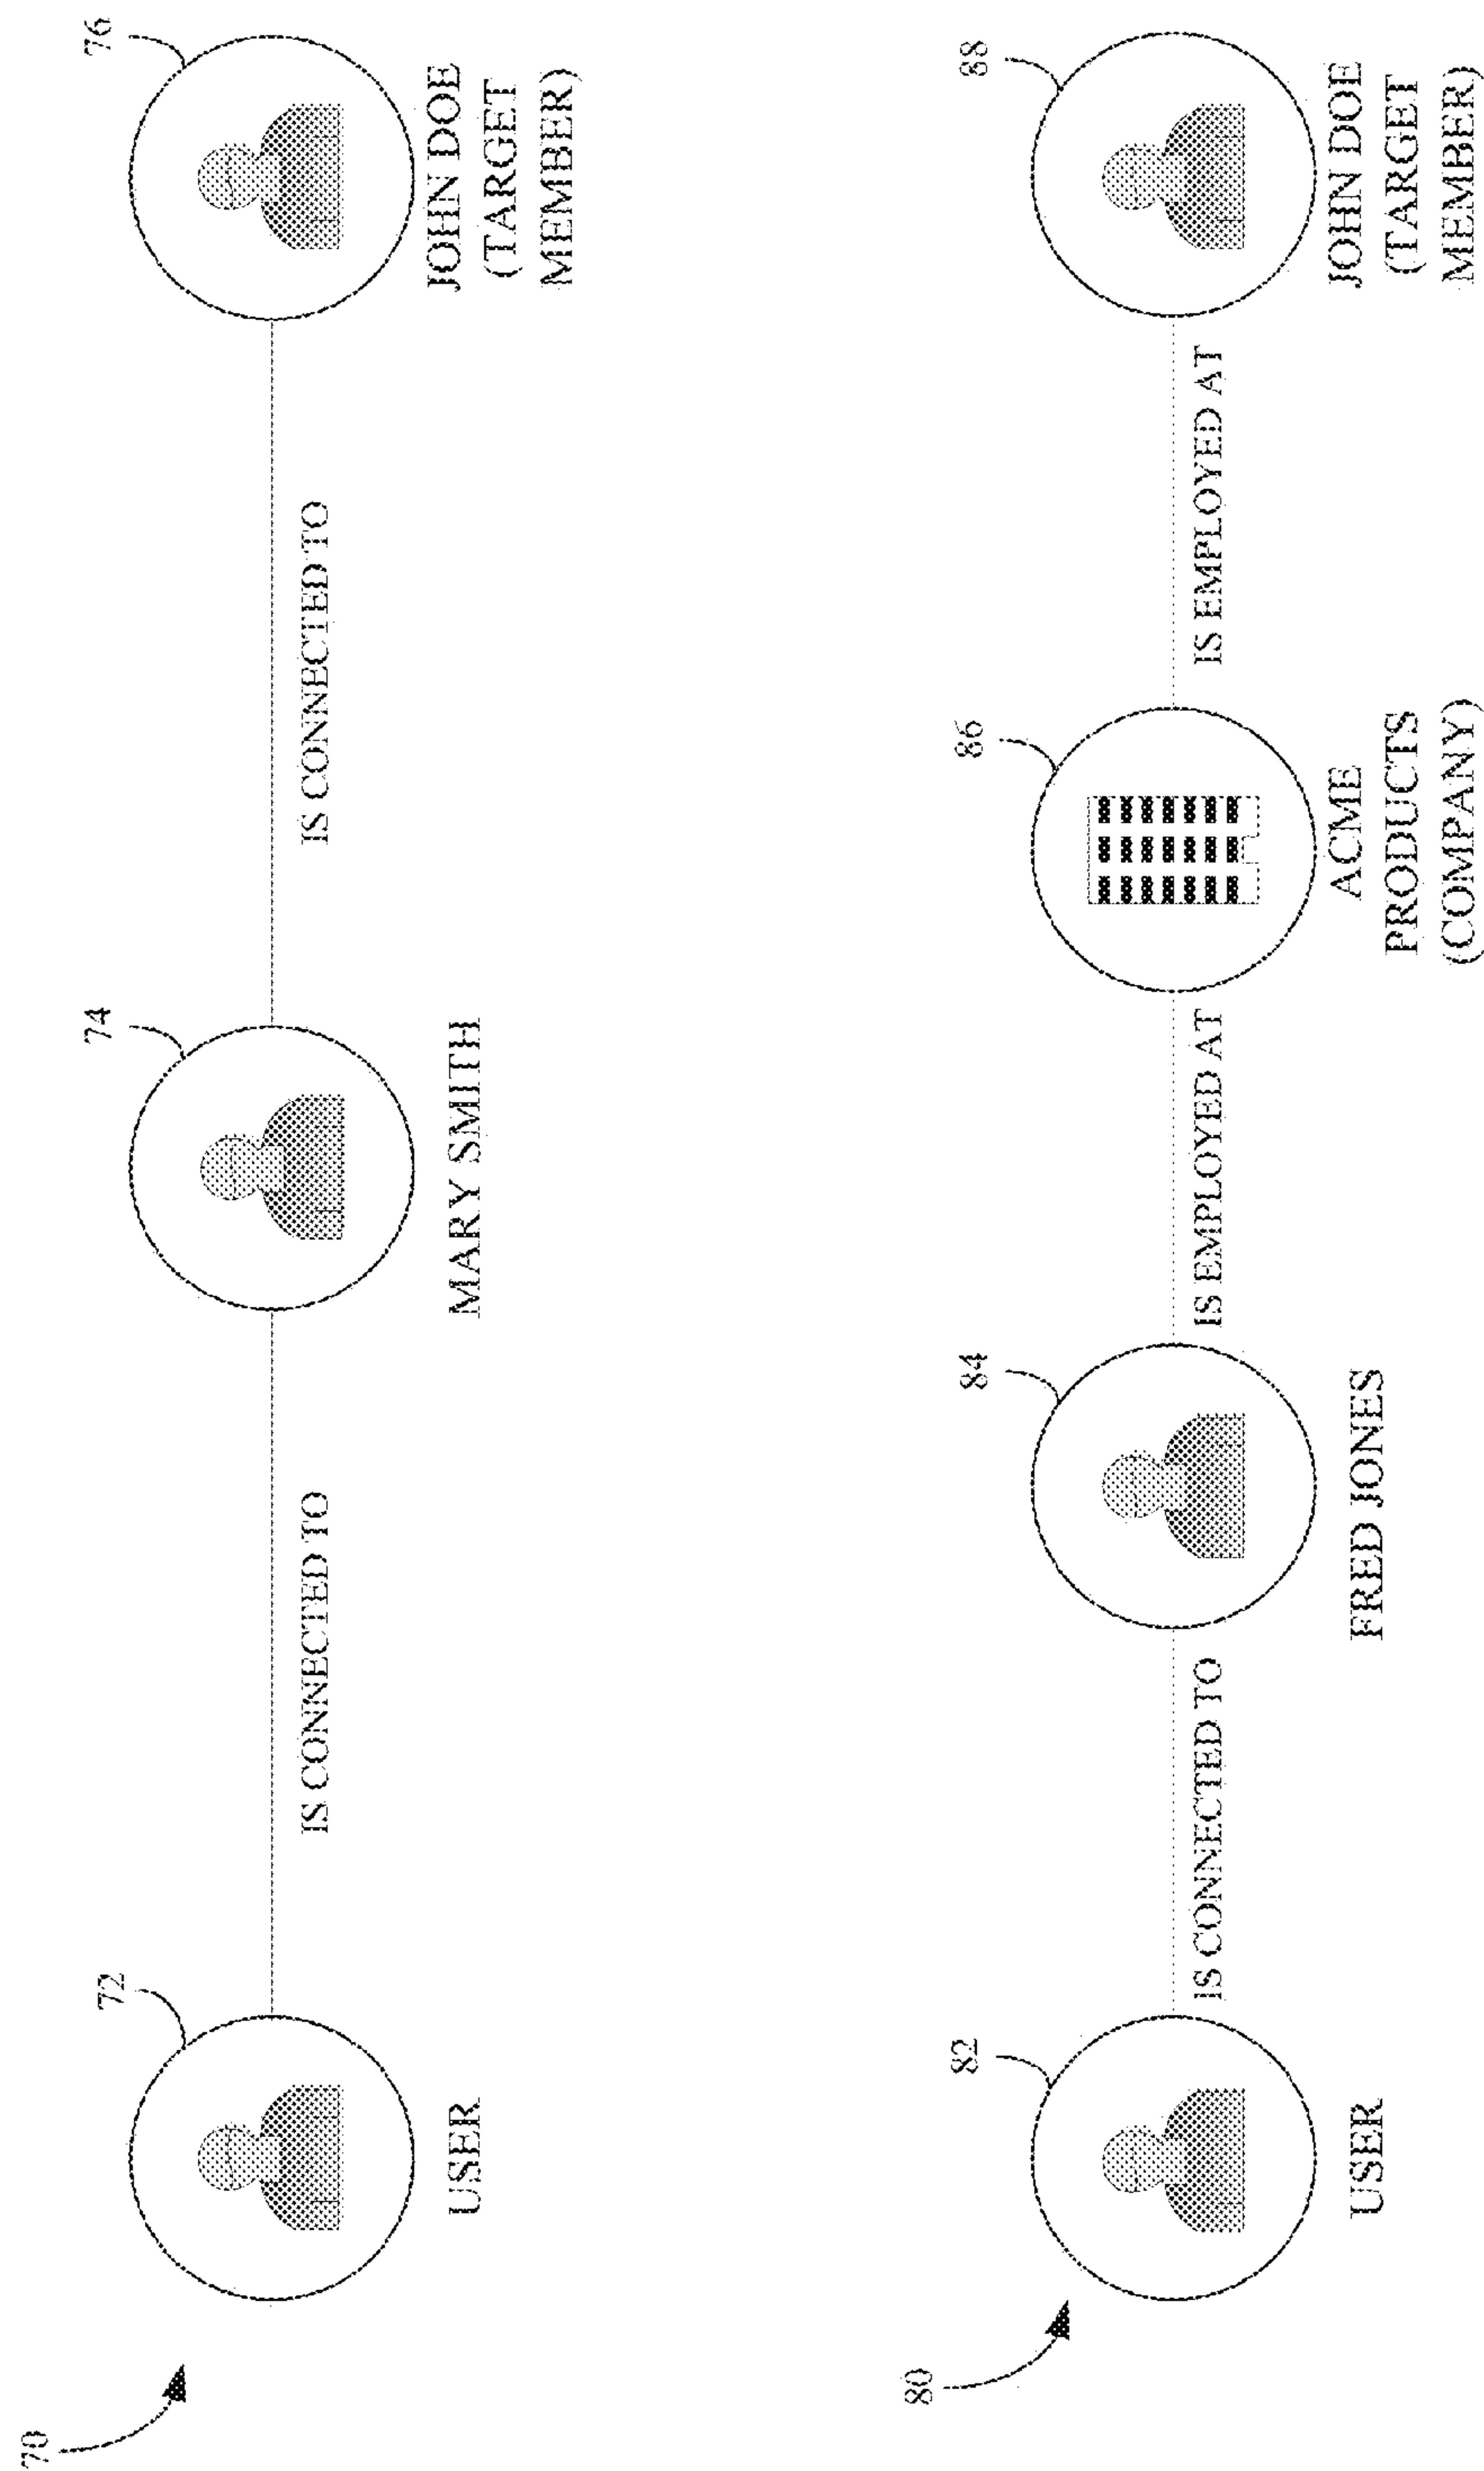 70
72
74
76
USER
IS CONNECTED TO
MARY SMITH
IS CONNECTED TO
JOHN DOE
(TARGET
MEMBER)
80
82
84
86
88
USER
IS CONNECTED TO
FRED JONES
IS EMPLOYED AT
ACME
PRODUCTS
(COMPANY)
IS EMPLOYED AT
JOHN DOE
(TARGET
MEMBER)